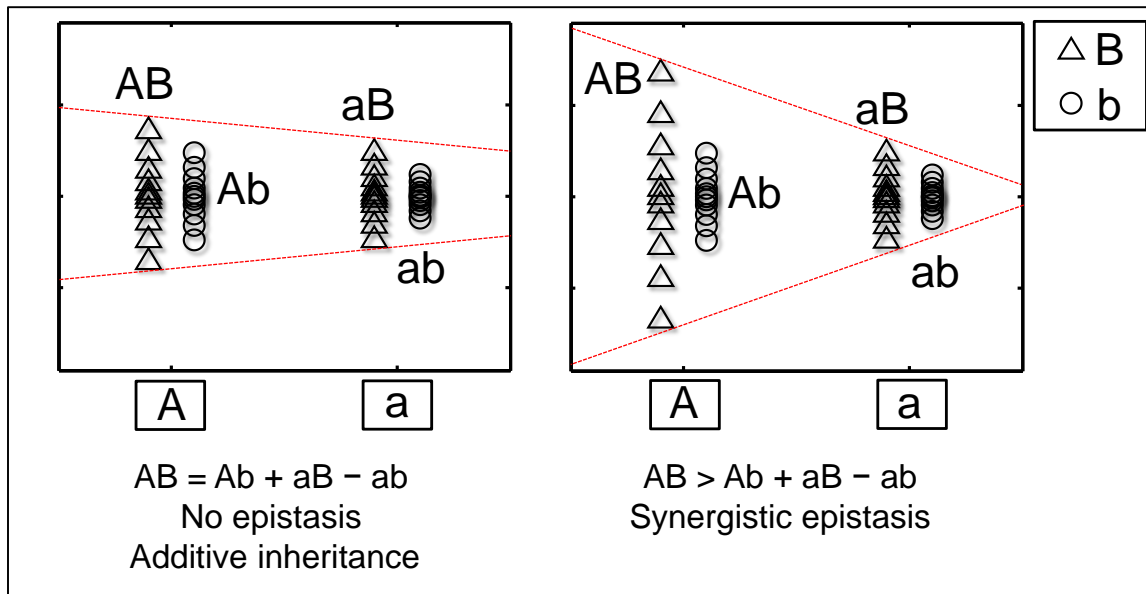 AB
aB
Ab
ab
A
a
AB = Ab + aB − ab
No epistasis
Additive inheritance
AB
aB
Ab
ab
A
a
AB > Ab + aB − ab
Synergistic epistasis
B
b